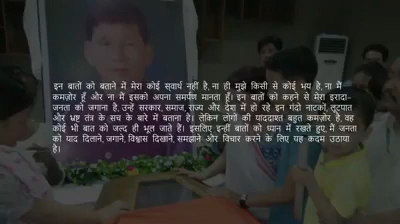 इन बातों को बताने में मेरा कोई स्वार्थ नहीं है, ना ही मुझे किसी से कोई भय है, ना मैं
कमज़ोर हूँ और ना मैं इसको अपना समर्पण मानता हूँ। इन बातों को कहने से मेरा इरादा-
जनता को जगाना है, उन्हें सरकार, समाज, राज्य और देश में हो रहे इन गंदो नाटकों, लूटपात
और भ्रष्ट तंत्र के सच के बारे में बताना है। लेकिन लोगों की याददाश्त बहुत कमज़ोर है, वह
कोई भी बात को जल्द ही भूल जाते हैं। इसलिए इन्हीं बातों को ध्यान में रखते हुए, मैं जनता
को याद दिलाने, जगाने, विश्वास दिखाने, समझाने और विचार करने के लिए यह कदम उठाया
है।